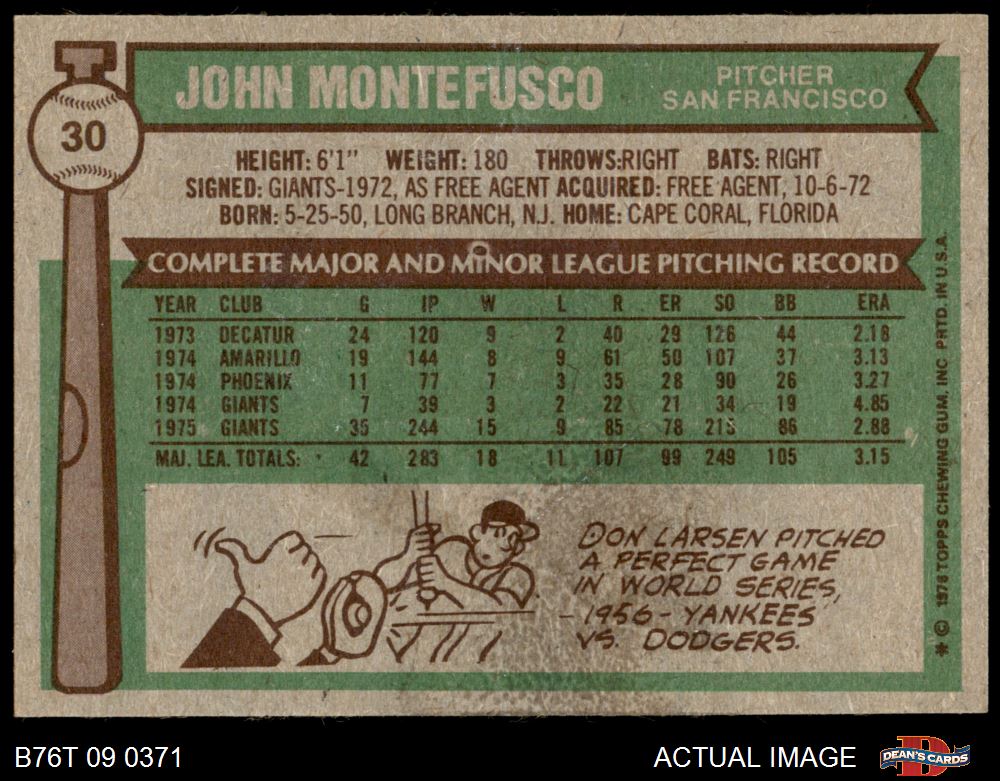 JOHN MONTEFUSCO
PITCHER
SAN FRANCISCO
30
HEIGHT: 6'1" WEIGHT: 180 THROWS:RIGHT BATS: RIGHT
SIGNED: GIANTS-1972, AS FREE AGENT ACQUIRED: FREE AGENT, 10-6-72
BORN: 5-25-50, LONG BRANCH, N.J. HOME: CAPE CORAL, FLORIDA
COMPLETE MAJOR AND MINOR LEAGUE PITCHING RECORD
YEAR CLUB G IP W L R ER SO BB ERA
1973 DECATUR 24 120 9 2 40 29 126 44 2.18
1974 AMARILLO 19 144 8 9 61 50 107 37 3.13
1974 PHOENIX 11 77 7 3 35 28 90 26 3.27
1974 GIANTS 7 39 3 2 22 21 34 19 4.85
1975 GIANTS 35 244 15 9 85 78 215 86 2.88
MAJ. LEA. TOTALS: 42 283 18 11 107 99 249 105 3.15
DON LARSEN PITCHED
A PERFECT GAME
IN WORLD SERIES,
-1956- YANKEES
VS. DODGERS.
* © 1976 TOPPS CHEWING GUM, INC. PRTD. IN U.S.A.
B76T 09 0371
ACTUAL IMAGE
DEAN'S CARDS